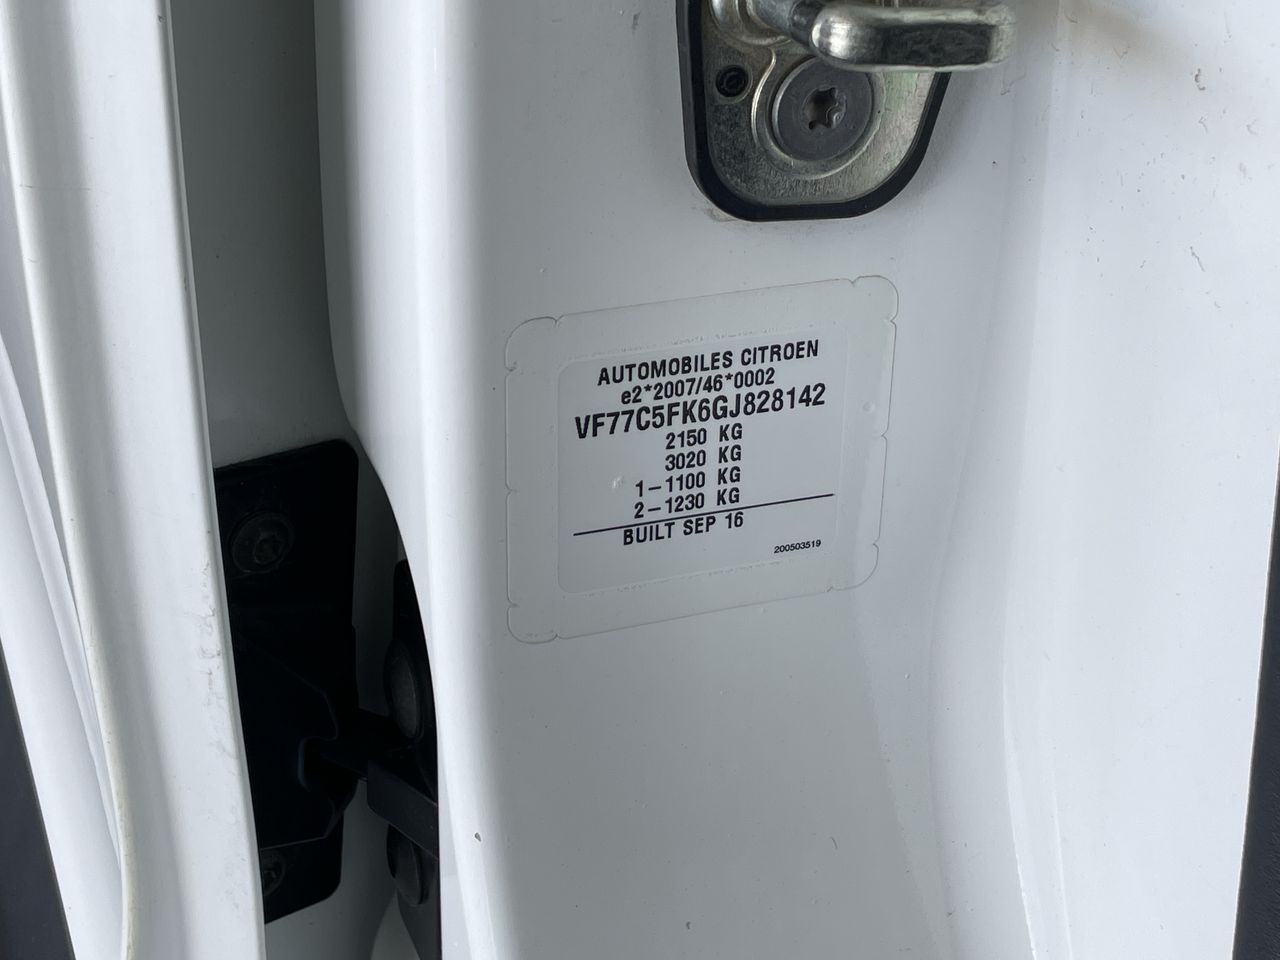 AUTOMOBILES CITROEN
e2*2007/46*0002
VF77C5FK6GJ828142
2150 KG
3020 KG
1-1100 KG
2-1230 KG
BUILT SEP 16
200503519